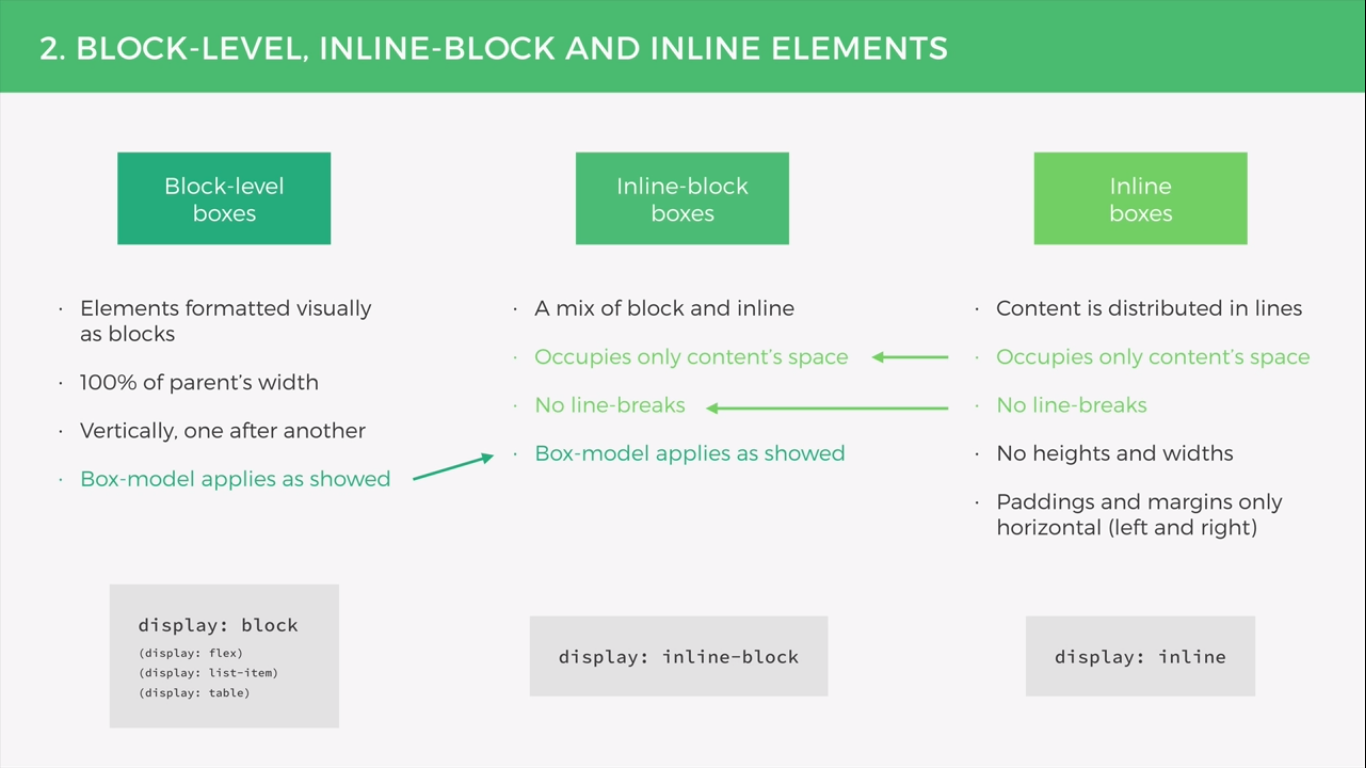 2. BLOCK-LEVEL, INLINE-BLOCK AND INLINE ELEMENTS
Block-level
boxes
· Elements formatted visually
as blocks
· 100% of parent’s width
· Vertically, one after another
· Box-model applies as showed
display: block
(display: flex)
(display: list-item)
(display: table)
Inline-block
boxes
· A mix of block and inline
· Occupies only content’s space
· No line-breaks
· Box-model applies as showed
display: inline-block
Inline
boxes
· Content is distributed in lines
· Occupies only content’s space
· No line-breaks
· No heights and widths
· Paddings and margins only
horizontal (left and right)
display: inline